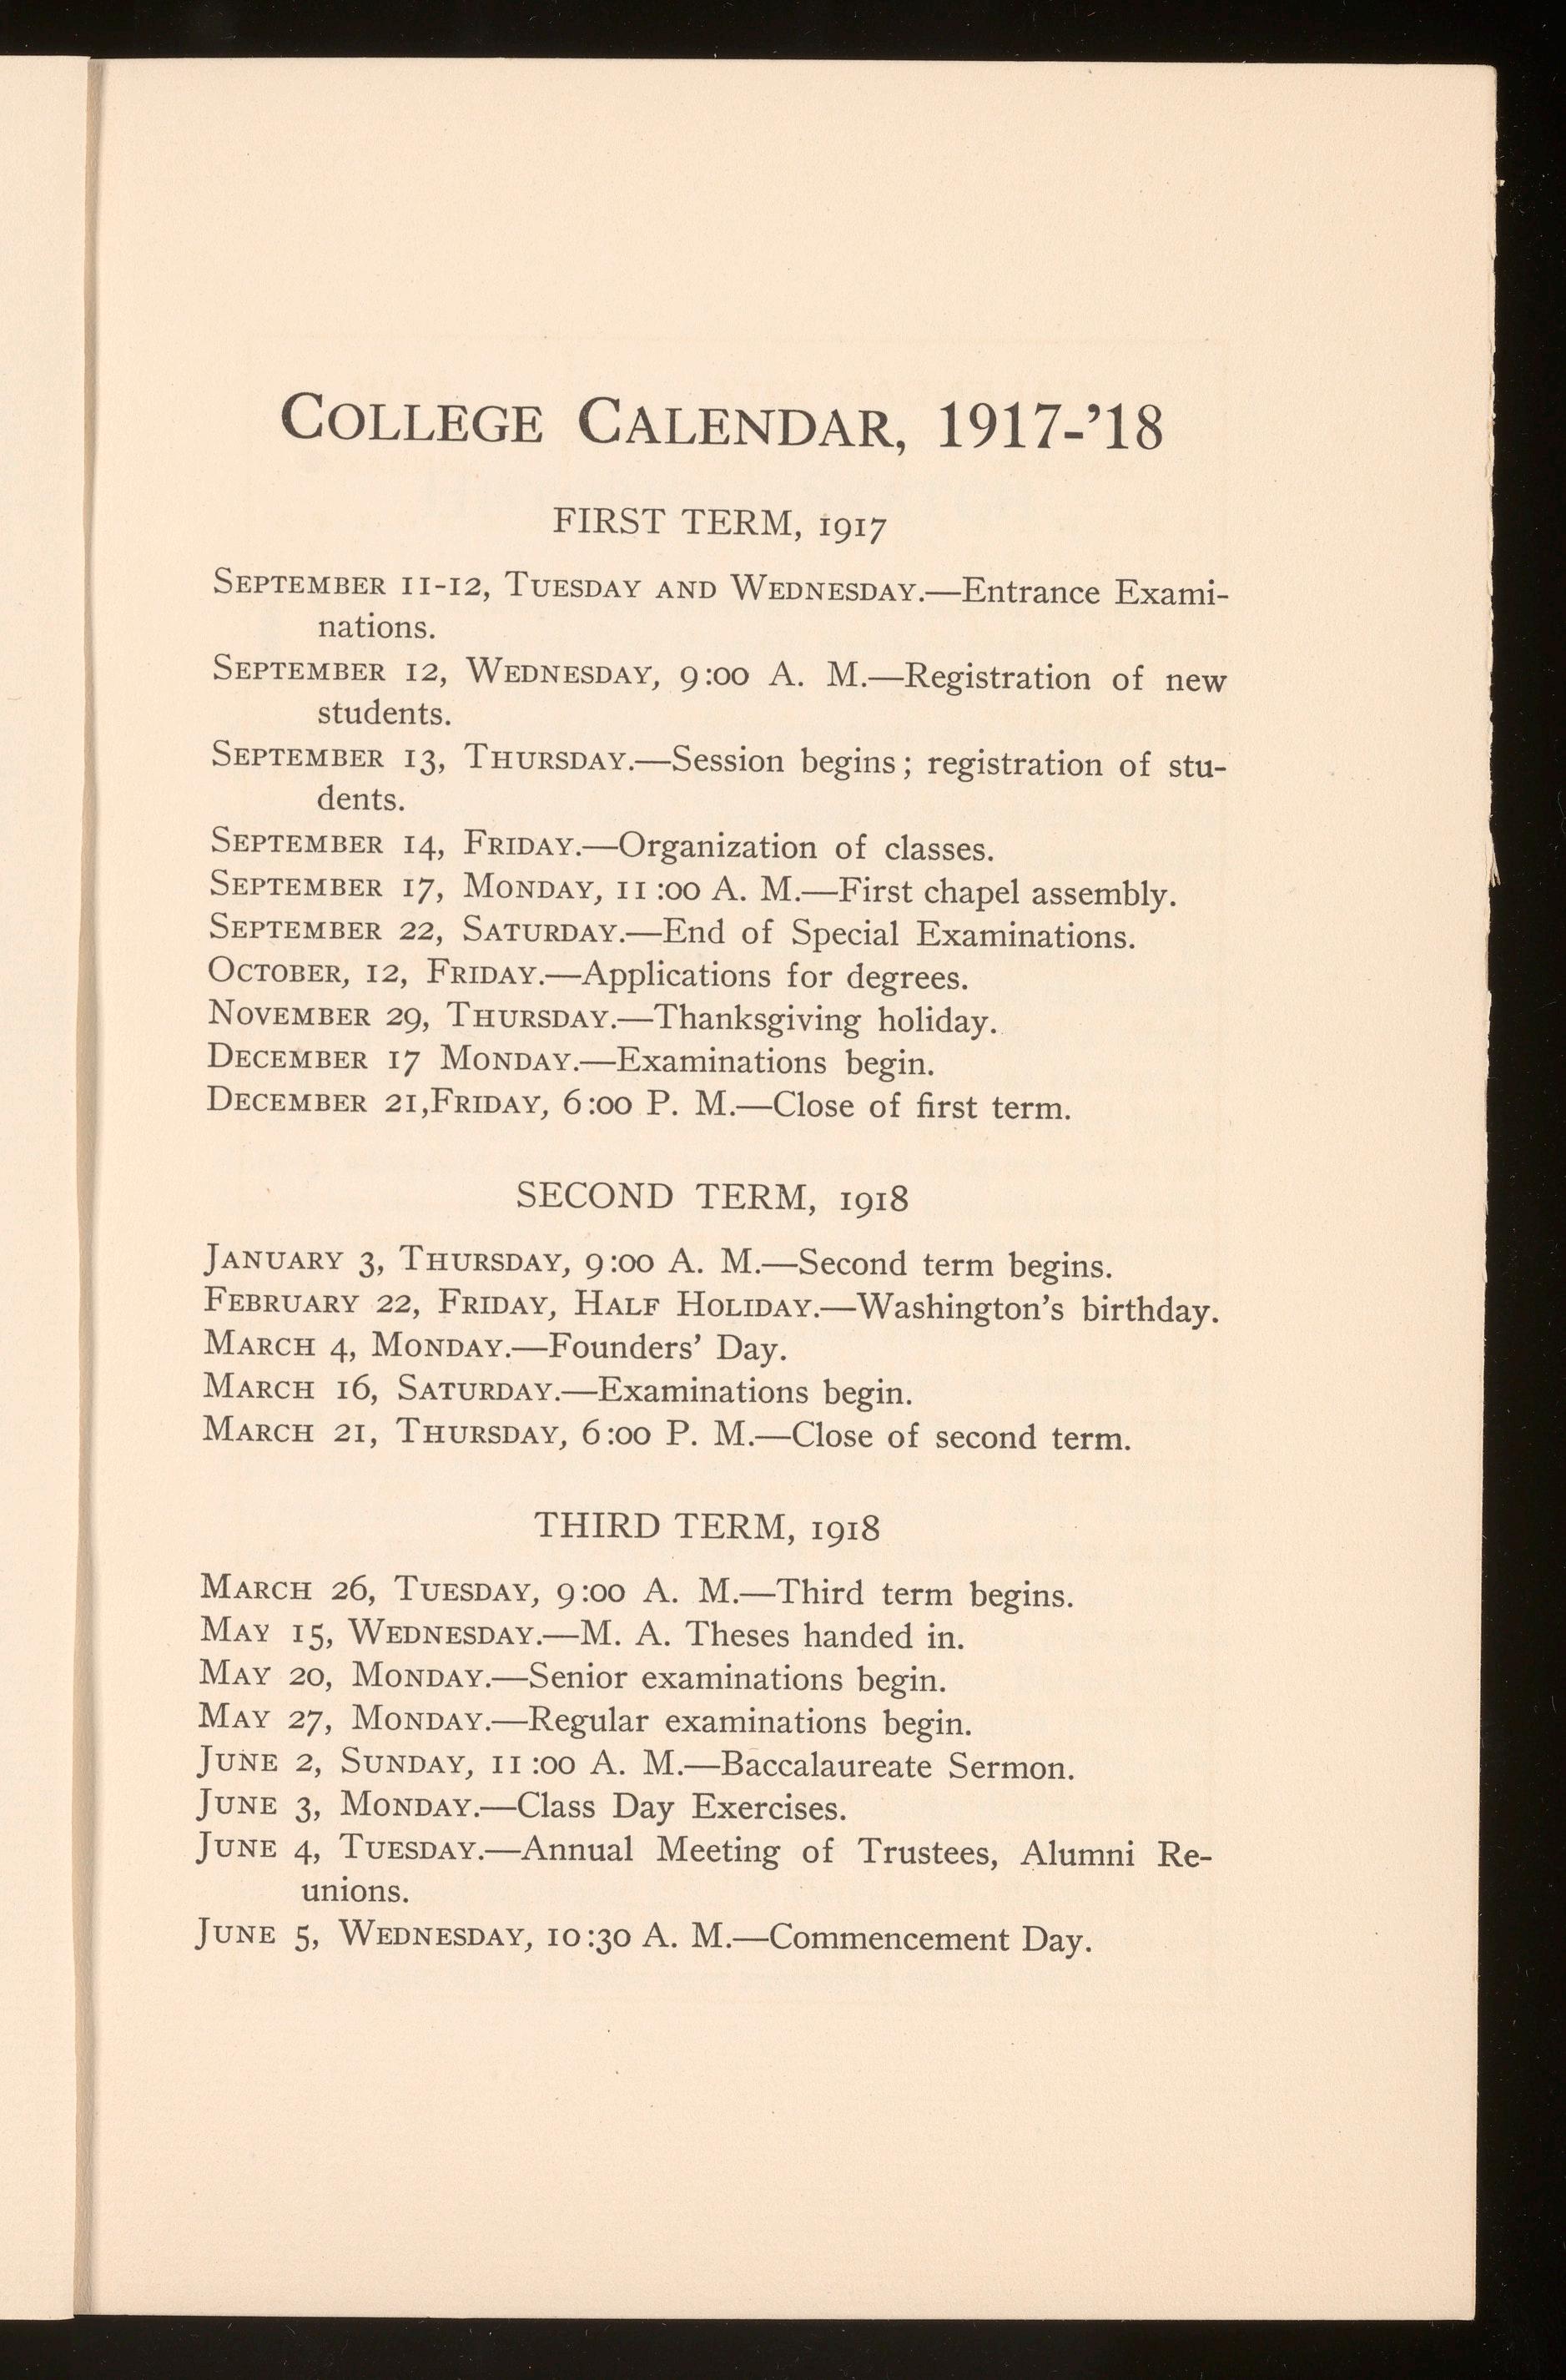 COLLEGE CALENDAR, 1917-'18
FIRST TERM, 1917
SEPTEMBER 11-12, TUESDAY AND WEDNESDAY.—Entrance Exami-
nations.
SEPTEMBER 12, WEDNESDAY, 9:00 A. M.—Registration of new
students.
SEPTEMBER 13, THURSDAY.—Session begins; registration of stu-
dents.
SEPTEMBER 14, FRIDAY.—Organization of classes.
SEPTEMBER 17, MONDAY, 11:00 A. M.—First chapel assembly.
SEPTEMBER 22, SATURDAY.—End of Special Examinations.
OCTOBER, 12, FRIDAY.—Applications for degrees.
NOVEMBER 29, THURSDAY.—Thanksgiving holiday.
DECEMBER 17 MONDAY.—Examinations begin.
DECEMBER 21,FRIDAY, 6:00 P. M.—Close of first term.
SECOND TERM, 1918
JANUARY 3, THURSDAY, 9:00 A. M.—Second term begins.
FEBRUARY 22, FRIDAY, HALF HOLIDAY.—Washington's birthday.
MARCH 4, MONDAY.—Founders' Day.
MARCH 16, SATURDAY.—Examinations begin.
MARCH 21, THURSDAY, 6:00 P. M.—Close of second term.
THIRD TERM, 1918
MARCH 26, TUESDAY, 9:00 A. M.—Third term begins.
MAY 15, WEDNESDAY.—M. A. Theses handed in.
MAY 20, MONDAY.—Senior examinations begin.
MAY 27, MONDAY.—Regular examinations begin.
JUNE 2, SUNDAY, 11:00 A. M.—Baccalaureate Sermon.
JUNE 3, MONDAY.—Class Day Exercises.
JUNE 4, TUESDAY.—Annual Meeting of Trustees, Alumni Re-
unions.
JUNE 5, WEDNESDAY, 10:30 A. M.—Commencement Day.